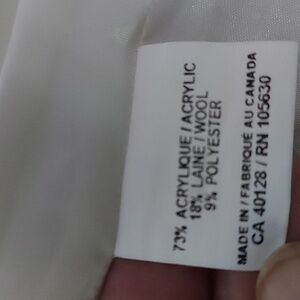 73% ACRYLIQUE / ACRYLIC
18% LAINE / WOOL
9% POLYESTER
MADE IN / FABRIQUÉ AU CANADA
CA 40128 / RN 105630